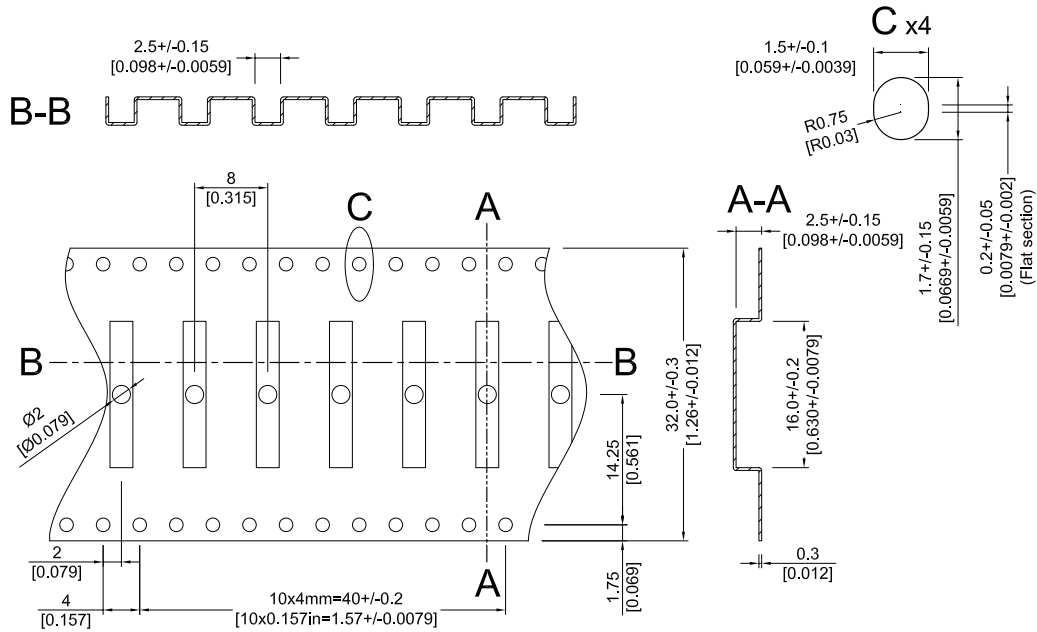 2.5+/-0.15
[0.098+/-0.0059]
B-B
C x4
1.5+/-0.1
[0.059+/-0.0039]
R0.75
[R0.03]
1.7+/-0.15
[0.0669+/-0.0059]
0.2+/-0.05
[0.0079+/-0.002]
(Flat section)
8
[0.315]
C
A
A-A
2.5+/-0.15
[0.098+/-0.0059]
B
B
Ø2
[Ø0.079]
32.0+/-0.3
[1.26+/-0.012]
16.0+/-0.2
[0.630+/-0.0079]
14.25
[0.561]
2
[0.079]
4
[0.157]
10x4mm=40+/-0.2
[10x0.157in=1.57+/-0.0079]
A
1.75
[0.069]
0.3
[0.012]